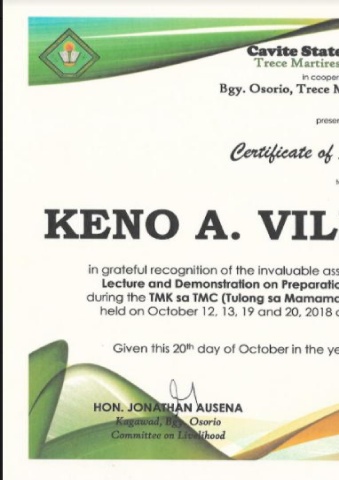 Cavite State
Trece Martires
in cooper
Bgy. Osorio, Trece M
presen
Certificate of
KENO A. VIL
in grateful recognition of the invaluable ass
Lecture and Demonstration on Preparatio
during the TMK sa TMC (Tulong sa Mamama
held on October 12, 13, 19 and 20, 2018
Given this 20th day of October in the ye
HON. JONATHAN AUSENA
Kagawad, Bgy. Osorio
Committee on Livelihood